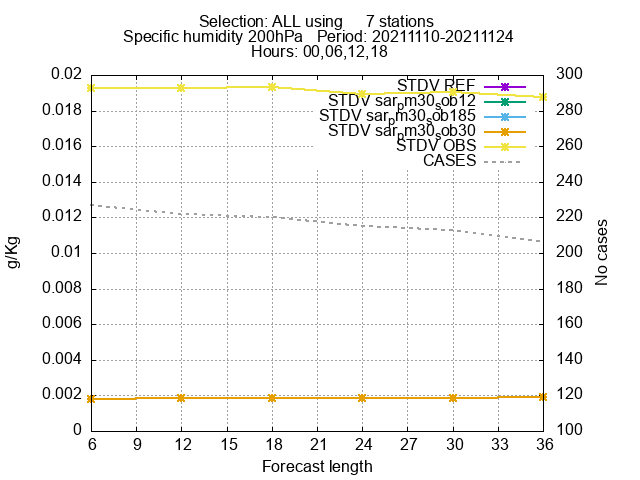 Selection: ALL using 7 stations
Specific humidity 200hPa Period: 20211110-20211124
Hours: 00,06,12,18
0.02
0.018
0.016
0.014
0.012
0.01
0.008
0.006
0.004
0.002
0
g/Kg
STDV REF
STDV sarpm30sob12
STDV sarpm30sob185
STDV sarpm30sob30
STDV OBS
CASES
300
280
260
240
220
200
180
160
140
120
100
No cases
6 9 12 15 18 21 24 27 30 33 36
Forecast length